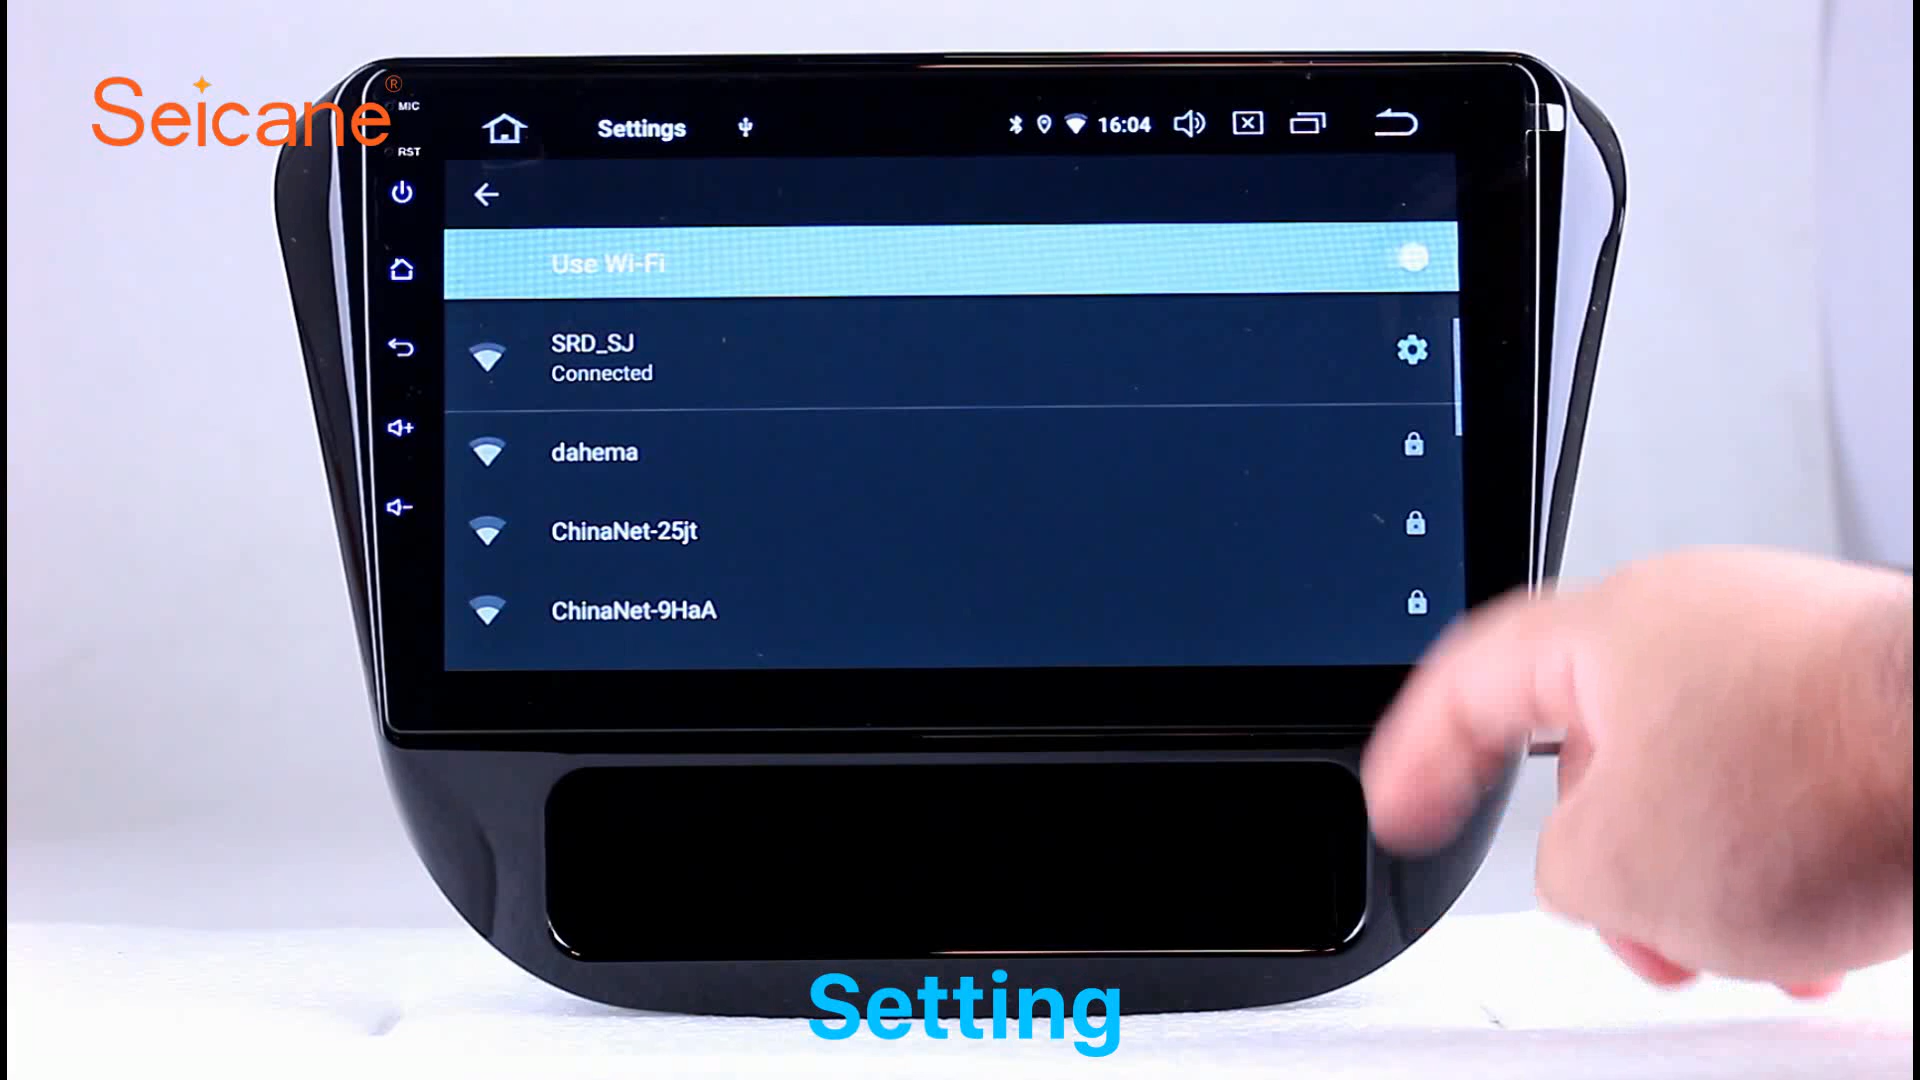 Seicane®
MIC
RST
Settings 16:04
Use Wi-Fi
SRD_SJ
Connected
dahema
ChinaNet-25jt
ChinaNet-9HaA
Setting